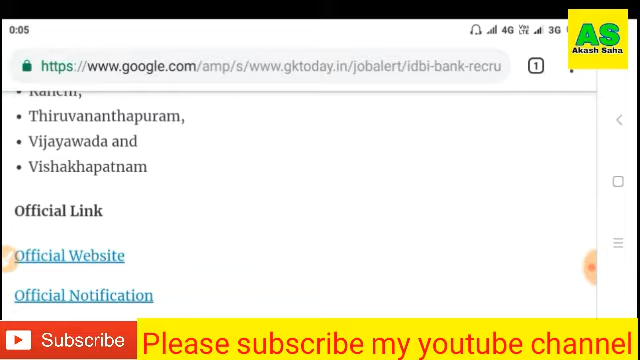 0:05
4G
VoLTE
3G
AS
Akash Saha
https://www.google.com/amp/s/www.gktoday.in/jobalert/idbi-bank-recru
1
• Ranchi,
• Thiruvananthapuram,
• Vijayawada and
• Vishakhapatnam
Official Link
Official Website
Official Notification
Subscribe
Please subscribe my youtube channel